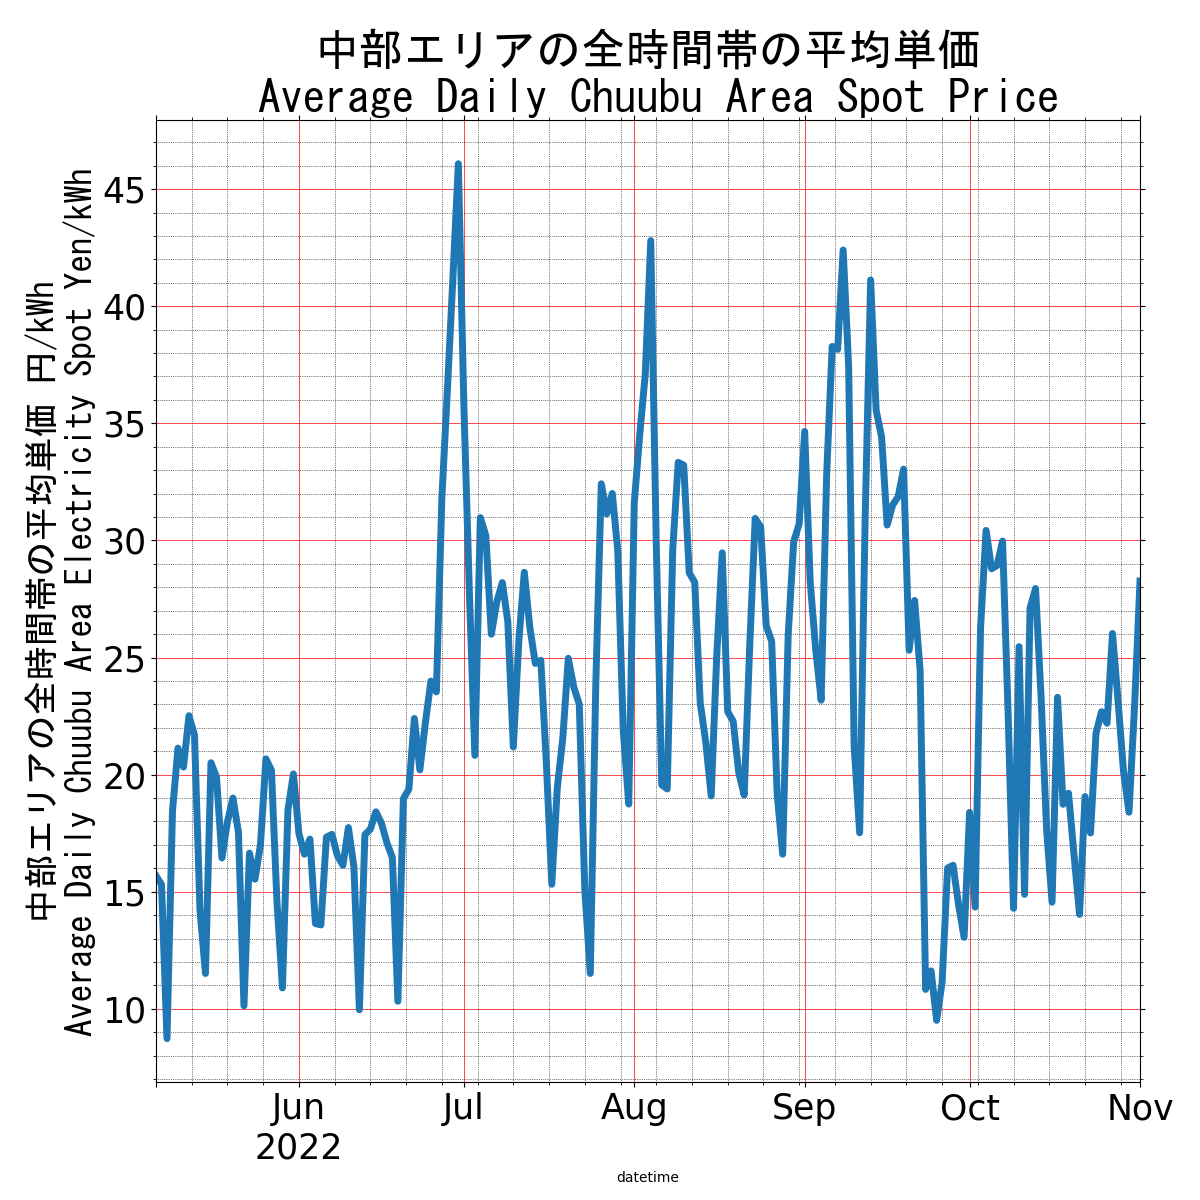 中部エリアの全時間帯の平均単価
Average Daily Chuubu Area Spot Price
中部エリアの全時間帯の平均単価 円/kWh
Average Daily Chuubu Area Electricity Spot Yen/kWh
45
40
35
30
25
20
15
10
Jun
2022
Jul
Aug
Sep
Oct
Nov
datetime